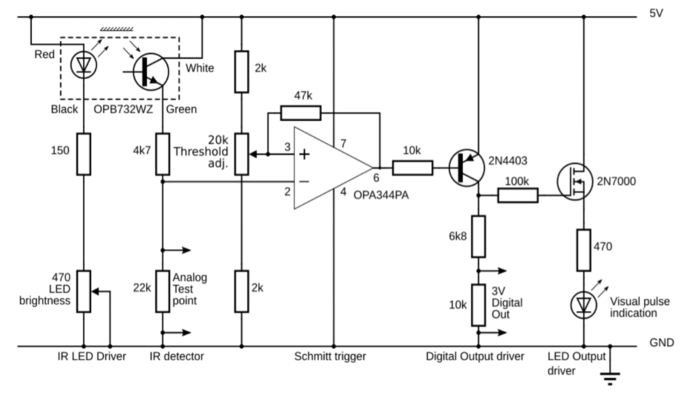 5V
Red
White
2k
Black
OPB732WZ
Green
47k
150
4k7
20k
Threshold
adj.
3
+
7
−
2
6
4
OPA344PA
10k
2N4403
100k
2N7000
6k8
470
470
LED
brightness
22k
Analog
Test
point
2k
10k
3V
Digital
Out
Visual pulse
indication
GND
IR LED Driver
IR detector
Schmitt trigger
Digital Output driver
LED Output
driver